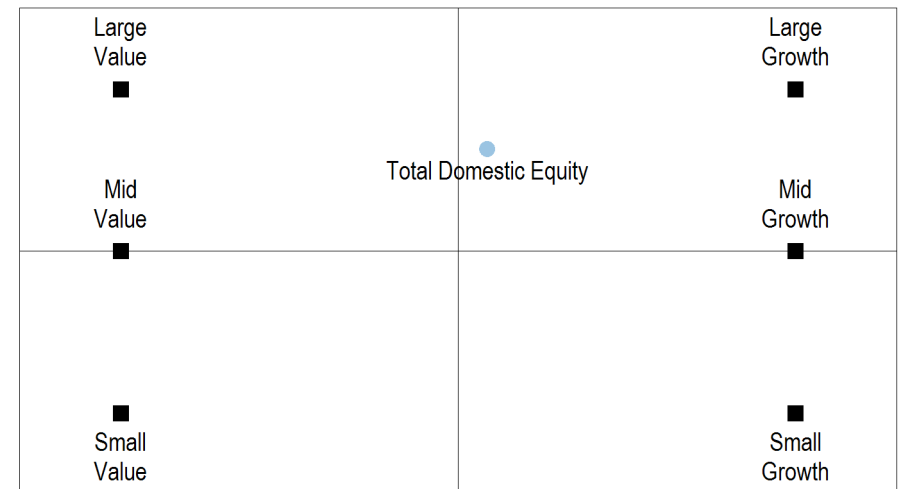 Large
Value
Large
Growth
Total Domestic Equity
Mid
Value
Mid
Growth
Small
Value
Small
Growth